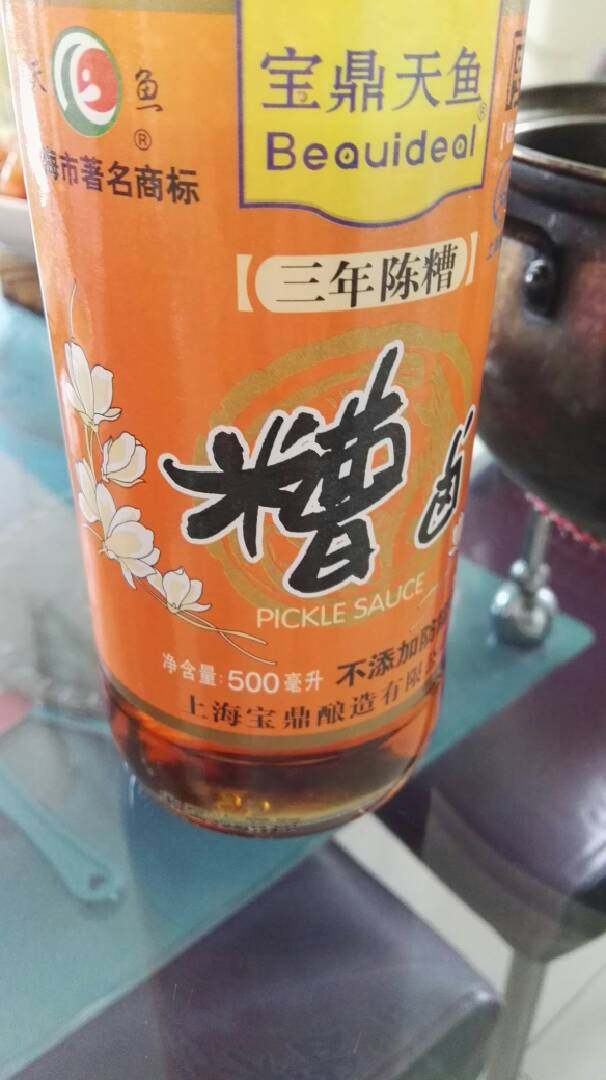 宝鼎天鱼
Beauideal®
天鱼®
海市著名商标
【三年陈糟】
糟卤
PICKLE SAUCE
净含量:500毫升
不添加防
上海宝鼎酿造有限